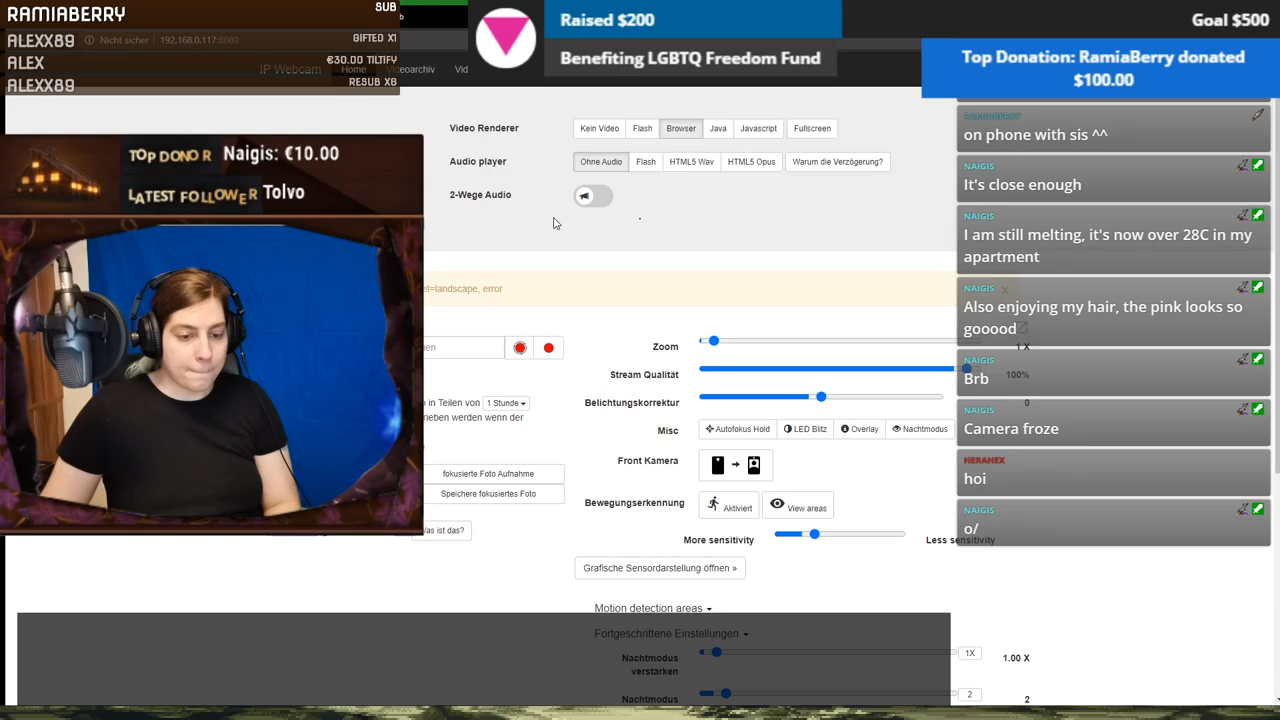 RAMIABERRY SUB
ALEXX89 GIFTED X1
ALEX €30.00 TILTIFY
ALEXX89 RESUB X8
Nicht sicher 192.168.0.117:8080
IP Webcam Home Videoarchiv Vid
Raised $200
Goal $500
Benefiting LGBTQ Freedom Fund
Top Donation: RamiaBerry donated
$100.00
TOP DONOR Naigis: €10.00
LATEST FOLLOWER Tolvo
Video Renderer Kein Video Flash Browser Java Javascript Fullscreen
Audio player Ohne Audio Flash HTML5 Wav HTML5 Opus Warum die Verzögerung?
2-Wege Audio
et=landscape, error
Zoom 1 X
Stream Qualität 100%
Belichtungskorrektur 0
Misc Autofokus Hold LED Blitz Overlay Nachtmodus
Front Kamera
Bewegungserkennung Aktiviert View areas
More sensitivity Less sensitivity
Grafische Sensordarstellung öffnen »
Motion detection areas
Fortgeschrittene Einstellungen
Nachtmodus
verstärken
1X 1.00 X
Nachtmodus 2 2
o in Teilen von 1 Stunde
rieben werden wenn der
fokusierte Foto Aufnahme
Speichere fokusiertes Foto
Was ist das?
RAMIABERRY
on phone with sis ^^
NAIGIS
It's close enough
NAIGIS
I am still melting, it's now over 28C in my
apartment
NAIGIS
Also enjoying my hair, the pink looks so
gooood
NAIGIS
Brb
NAIGIS
Camera froze
HERAHEX
hoi
NAIGIS
o/